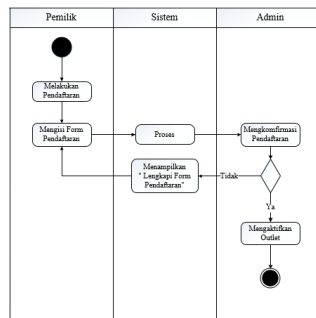 Pemilik
Sistem
Admin
Melakukan
Pendaftaran
Mengisi Form
Pendaftaran
Proses
Mengkomfirmasi
Pendaftaran
Menampilkan
" Lengkapi Form
Pendaftaran"
Tidak
Ya
Mengaktifkan
Outlet